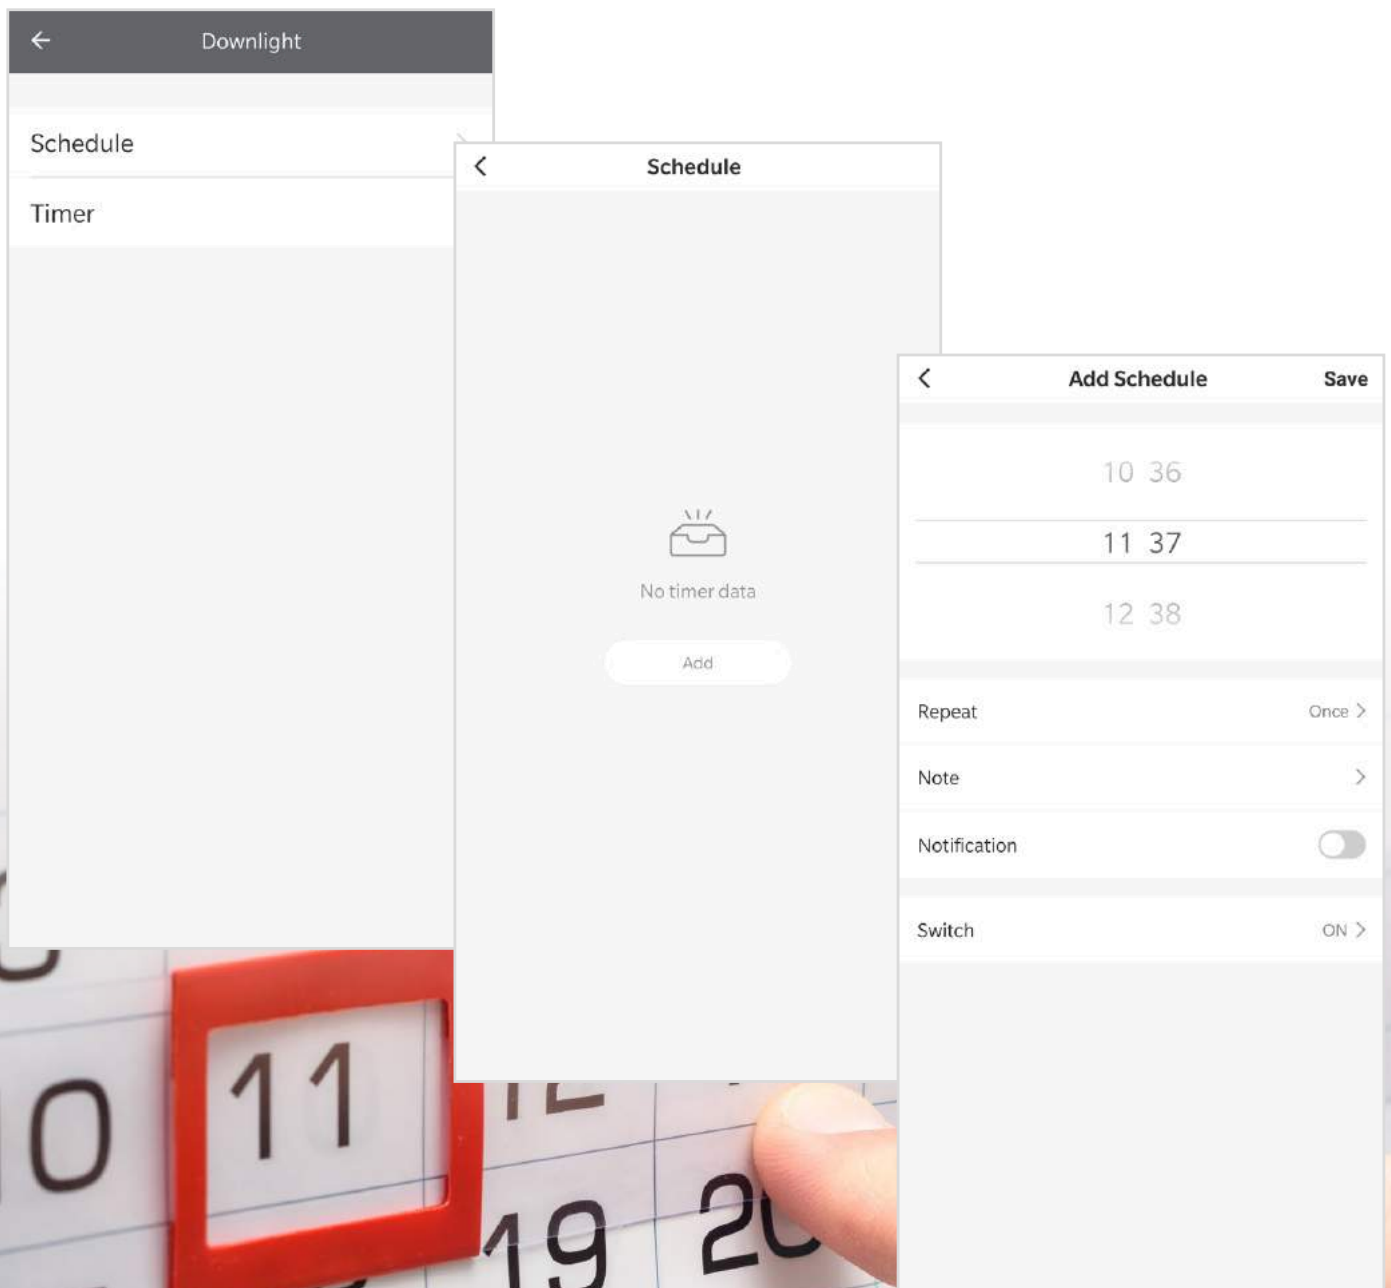 Downlight
Schedule
Timer
Schedule
No timer data
Add
Add Schedule
Save
10 36
11 37
12 38
Repeat
Once
Note
Notification
Switch
ON
11
19
20